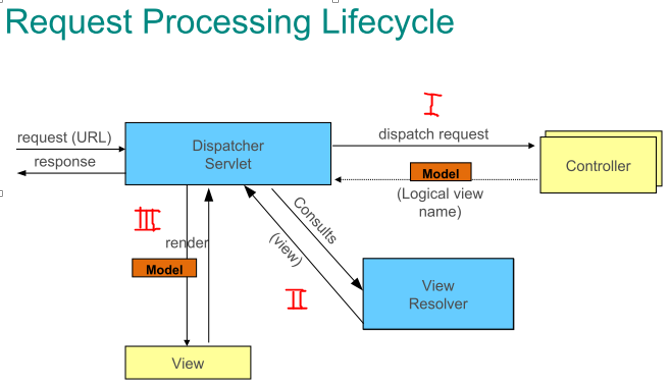 Request Processing Lifecycle
I
request (URL)
response
Dispatcher
Servlet
dispatch request
Model
(Logical view
name)
Controller
III
render
Model
Consults
(view)
II
View
Resolver
View